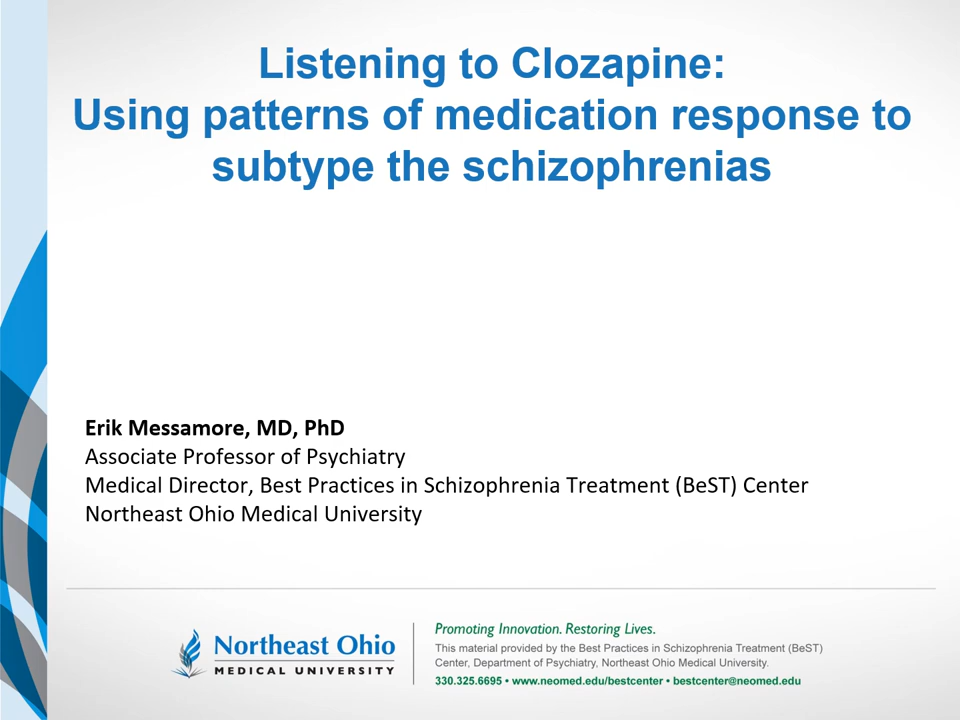 Listening to Clozapine:
Using patterns of medication response to
subtype the schizophrenias
Erik Messamore, MD, PhD
Associate Professor of Psychiatry
Medical Director, Best Practices in Schizophrenia Treatment (BeST) Center
Northeast Ohio Medical University
Northeast Ohio
MEDICAL UNIVERSITY
Promoting Innovation. Restoring Lives.
This material provided by the Best Practices in Schizophrenia Treatment (BeST)
Center, Department of Psychiatry, Northeast Ohio Medical University.
330.325.6695 • www.neomed.edu/bestcenter • bestcenter@neomed.edu